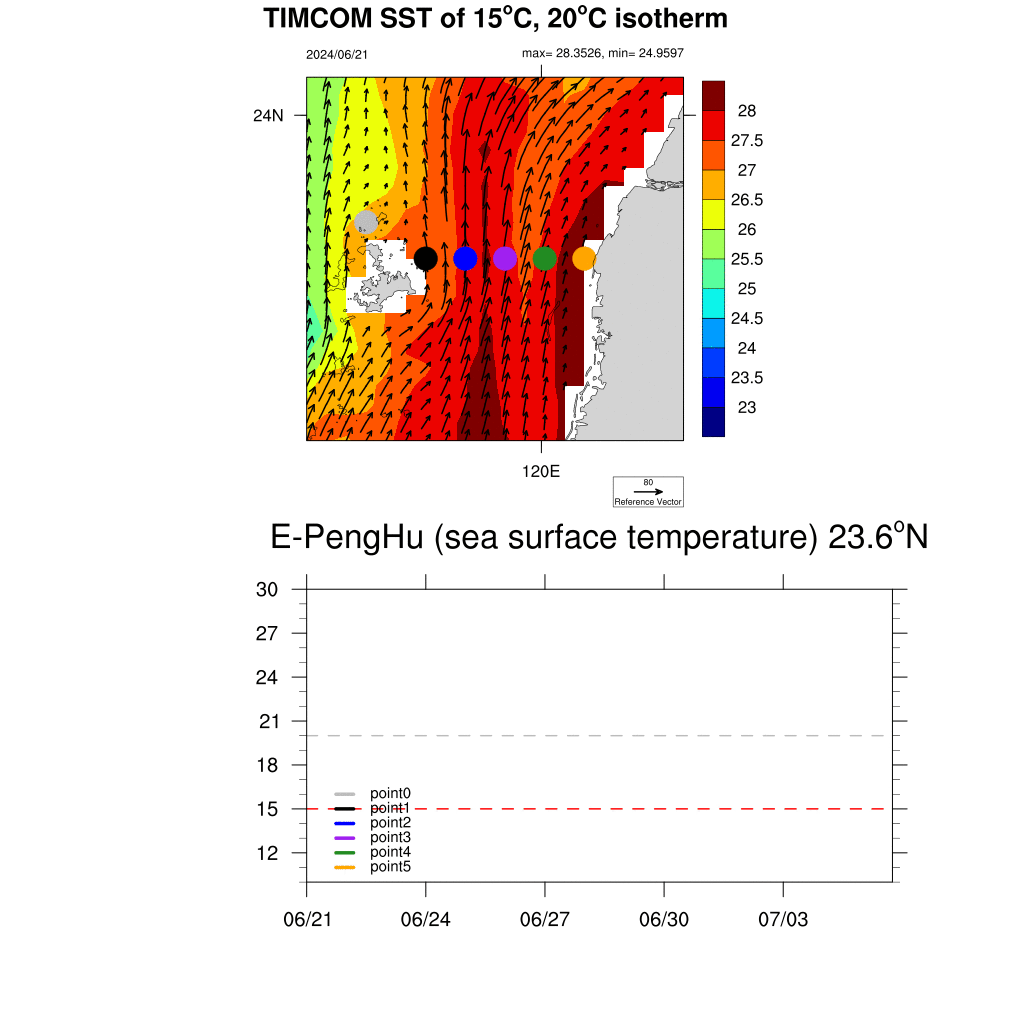 TIMCOM SST of 15°C, 20°C isotherm
2024/06/21 max= 28.3526, min= 24.9597
24N
120E
28
27.5
27
26.5
26
25.5
25
24.5
24
23.5
23
80
Reference Vector
E-PengHu (sea surface temperature) 23.6°N
30
27
24
21
18
15
12
point0
point1
point2
point3
point4
point5
06/21 06/24 06/27 06/30 07/03